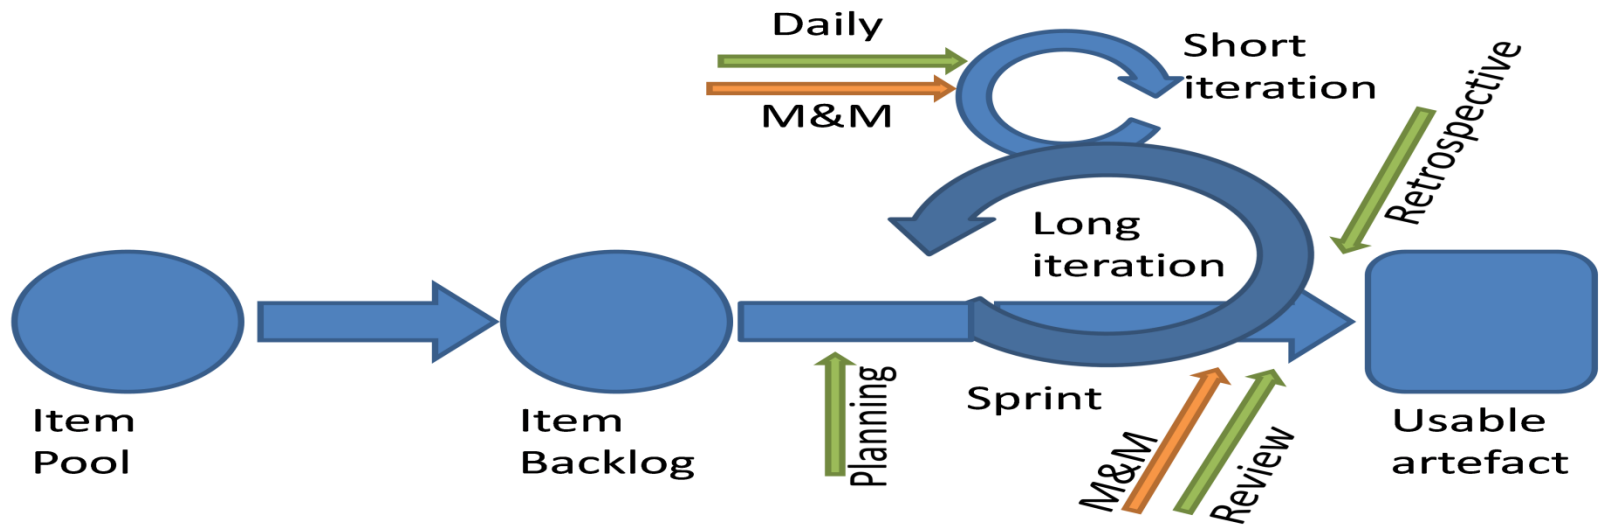 Daily
M&M
Short
iteration
Retrospective
Long
iteration
Item
Pool
Item
Backlog
Planning
Sprint
M&M
Review
Usable
artefact